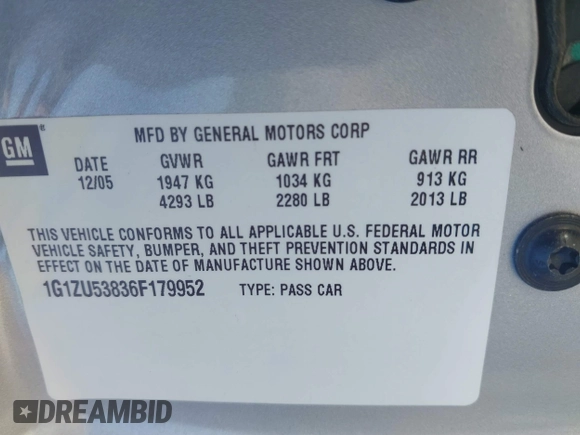 GM®
MFD BY GENERAL MOTORS CORP
DATE GVWR GAWR FRT GAWR RR
12/05 1947 KG 1034 KG 913 KG
4293 LB 2280 LB 2013 LB
THIS VEHICLE CONFORMS TO ALL APPLICABLE U.S. FEDERAL MOTOR
VEHICLE SAFETY, BUMPER, AND THEFT PREVENTION STANDARDS IN
EFFECT ON THE DATE OF MANUFACTURE SHOWN ABOVE.
1G1ZU53836F179952 TYPE: PASS CAR
DREAMBID